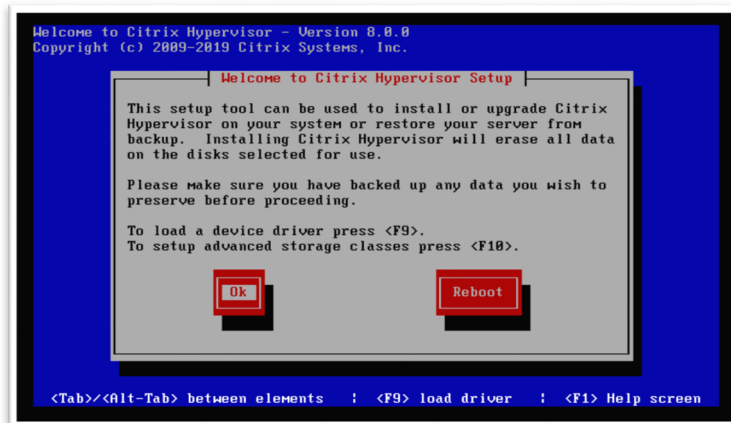 Welcome to Citrix Hypervisor - Version 8.0.0
Copyright (c) 2009-2019 Citrix Systems, Inc.
Welcome to Citrix Hypervisor Setup
This setup tool can be used to install or upgrade Citrix
Hypervisor on your system or restore your server from
backup.  Installing Citrix Hypervisor will erase all data
on the disks selected for use.
Please make sure you have backed up any data you wish to
preserve before proceeding.
To load a device driver press <F9>.
To setup advanced storage classes press <F10>.
Ok Reboot
<Tab>/<Alt-Tab> between elements | <F9> load driver | <F1> Help screen